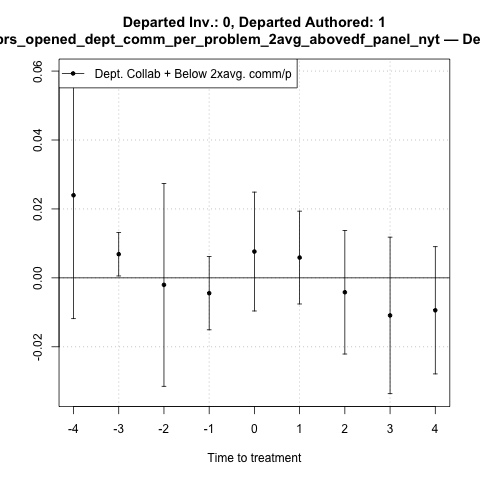 Departed Inv.: 0, Departed Authored: 1
prs_opened_dept_comm_per_problem_2avg_abovedf_panel_nyt — De
Dept. Collab + Below 2xavg. comm/p
0.06
0.04
0.02
0.00
-0.02
-4 -3 -2 -1 0 1 2 3 4
Time to treatment